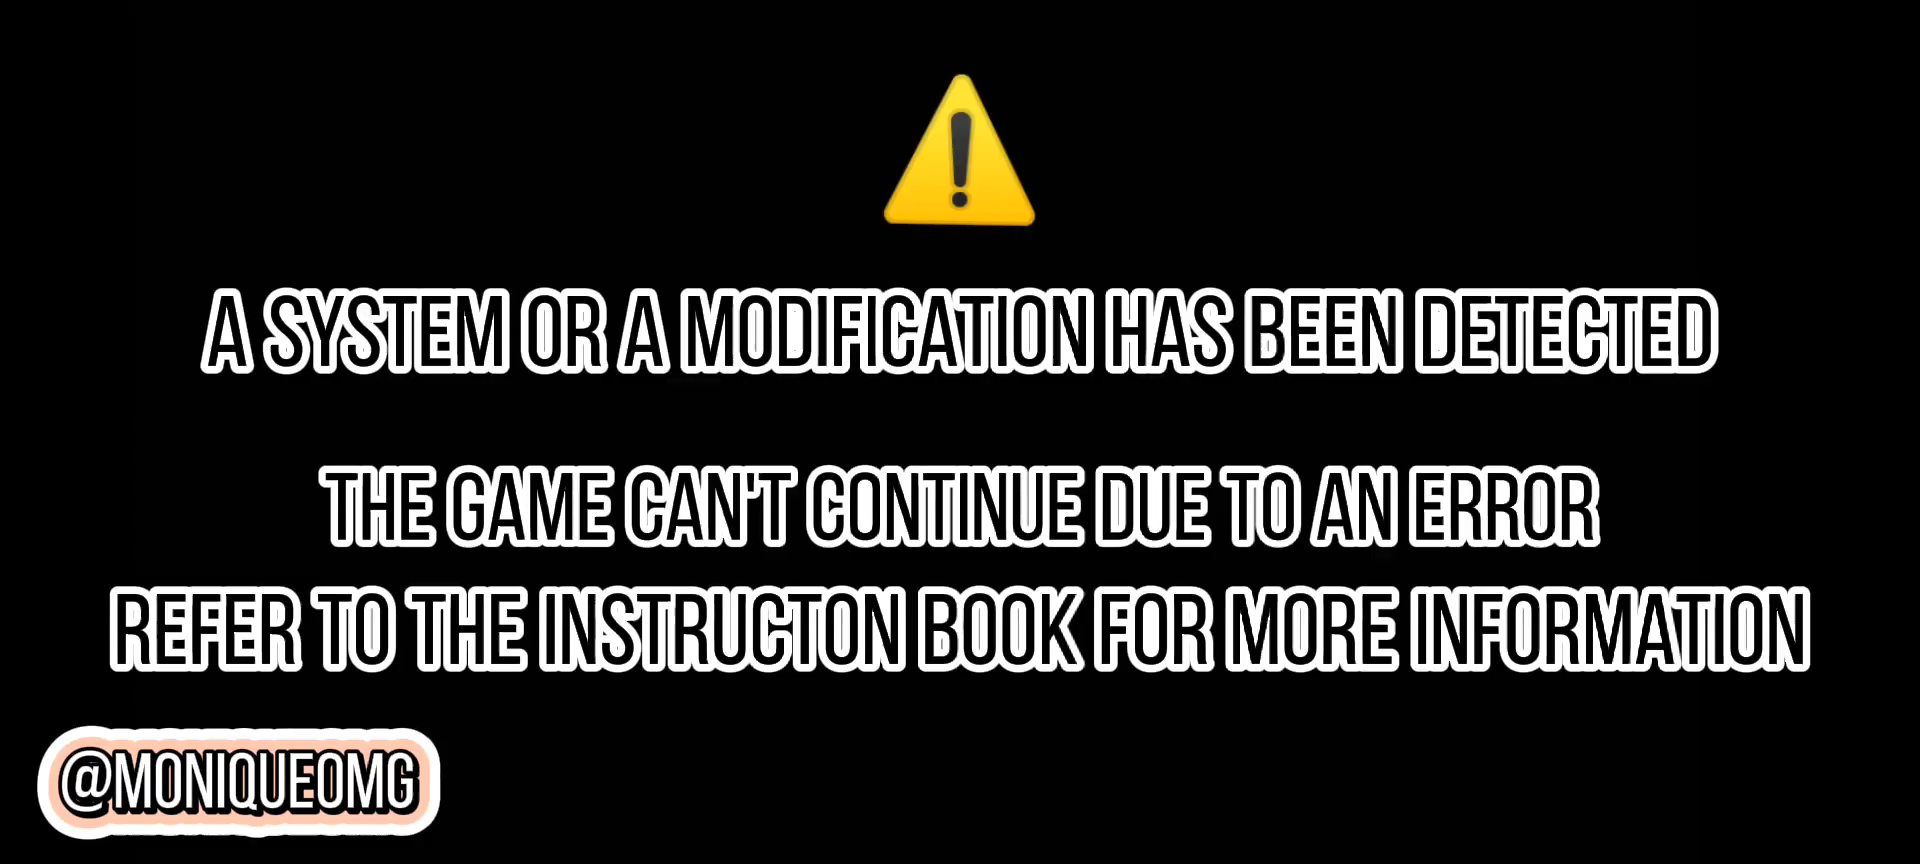 A SYSTEM OR A MODIFICATION HAS BEEN DETECTED
THE GAME CAN'T CONTINUE DUE TO AN ERROR
REFER TO THE INSTRUCTON BOOK FOR MORE INFORMATION
@MONIQUEOMG